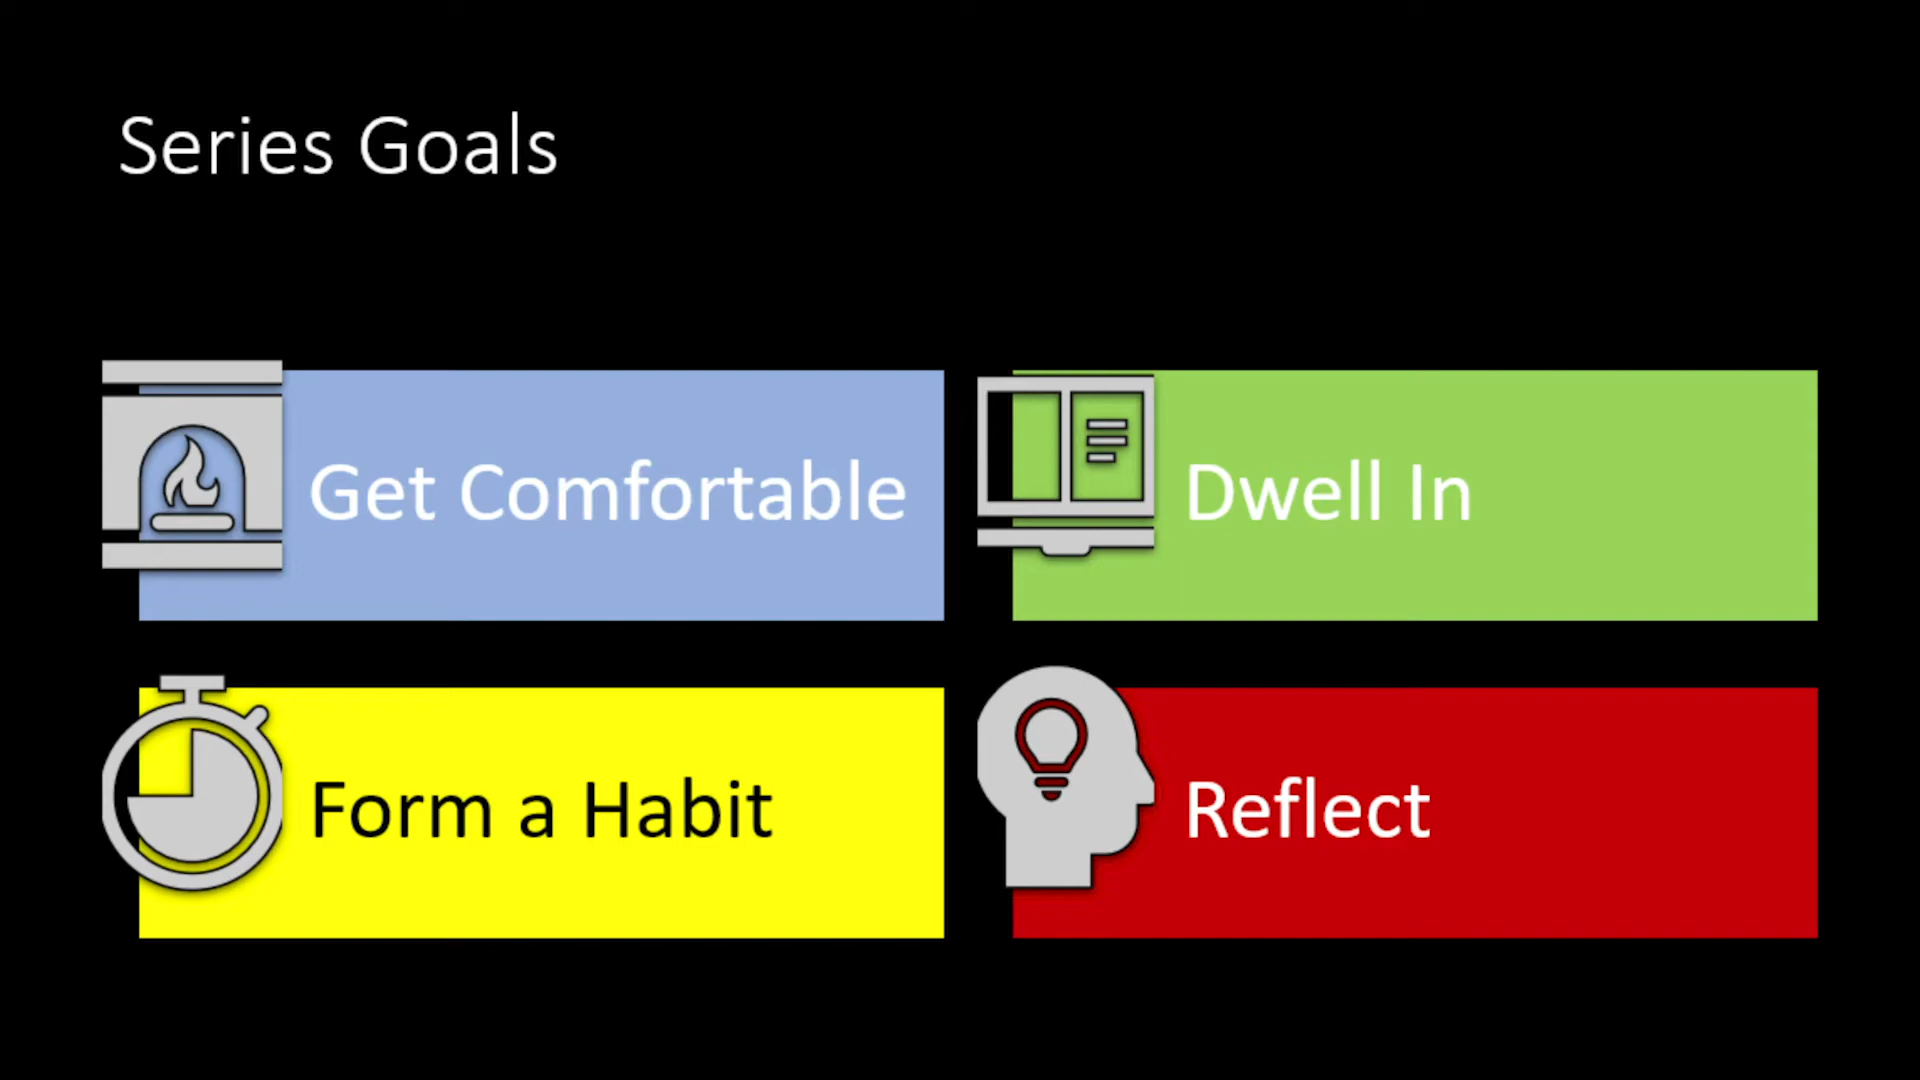 Series Goals
Get Comfortable
Dwell In
Form a Habit
Reflect